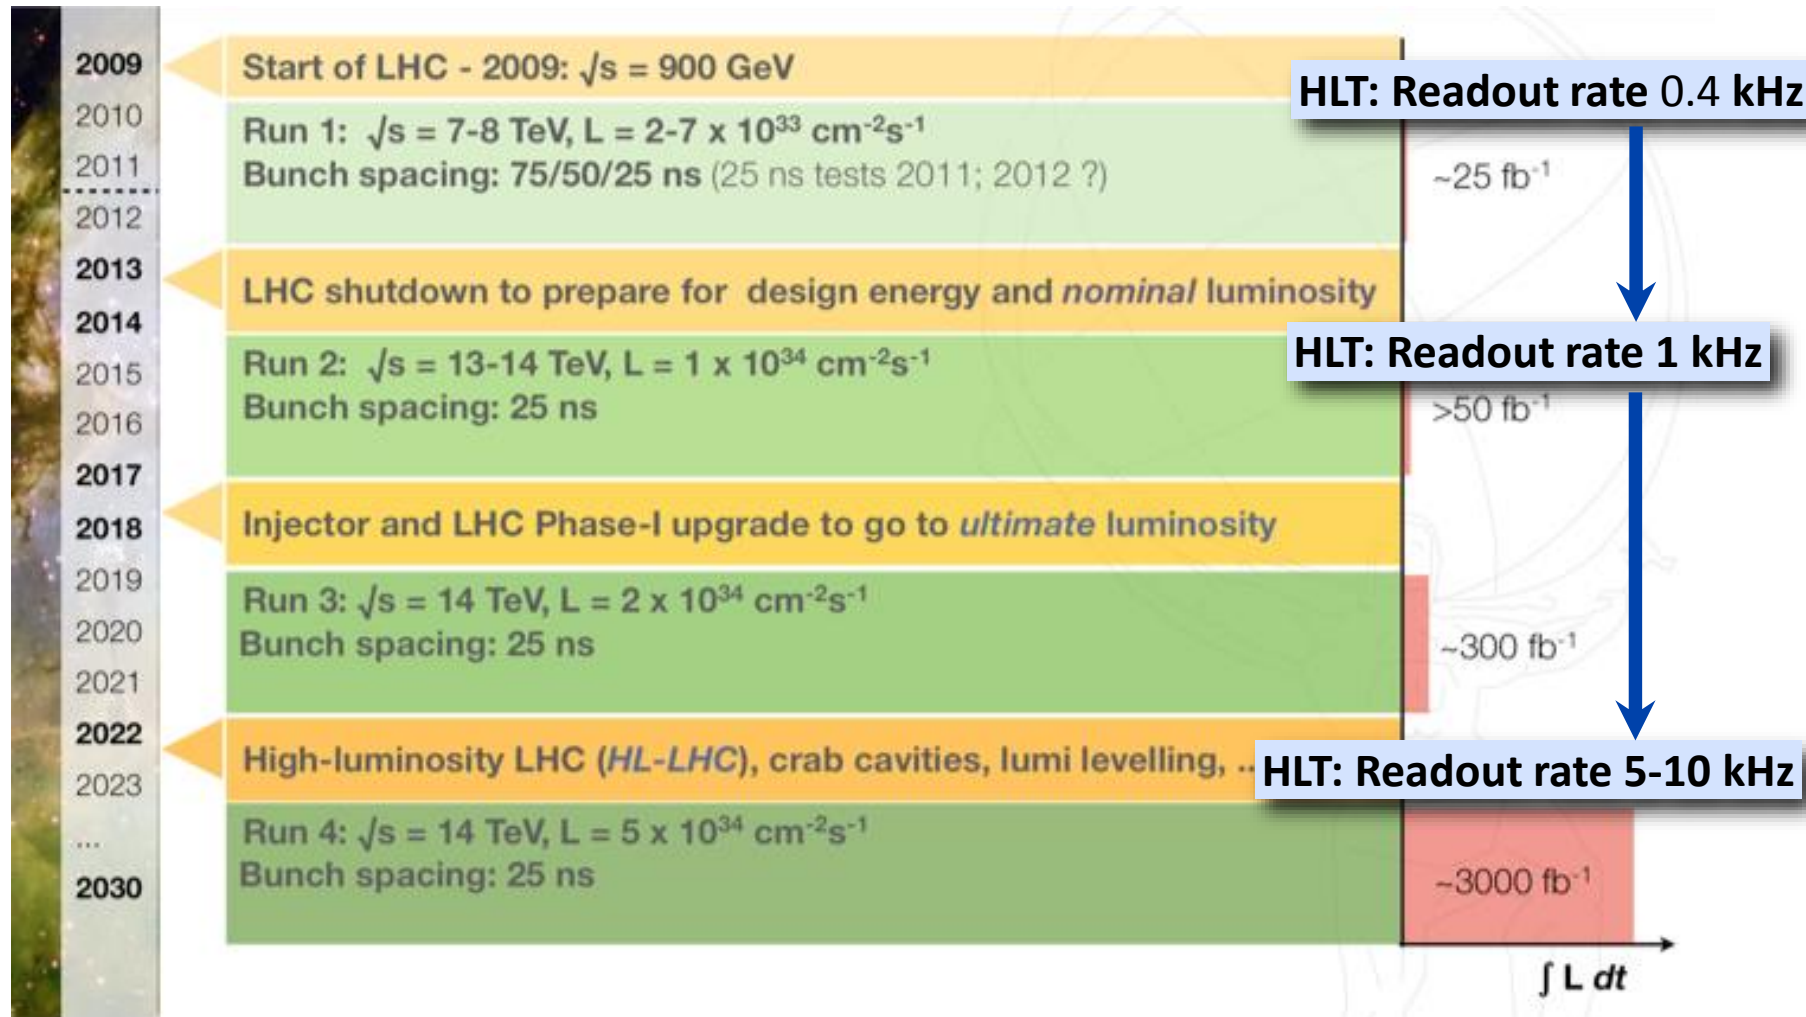 2009
Start of LHC - 2009: √s = 900 GeV
HLT: Readout rate 0.4 kHz
2010
2011
2012
Run 1: √s = 7-8 TeV, L = 2-7 x 10³³ cm⁻²s⁻¹
Bunch spacing: 75/50/25 ns (25 ns tests 2011; 2012 ?)
~25 fb⁻¹
2013
2014
LHC shutdown to prepare for design energy and nominal luminosity
HLT: Readout rate 1 kHz
2015
2016
2017
Run 2: √s = 13-14 TeV, L = 1 x 10³⁴ cm⁻²s⁻¹
Bunch spacing: 25 ns
>50 fb⁻¹
2018
Injector and LHC Phase-I upgrade to go to ultimate luminosity
2019
2020
2021
Run 3: √s = 14 TeV, L = 2 x 10³⁴ cm⁻²s⁻¹
Bunch spacing: 25 ns
~300 fb⁻¹
2022
2023
High-luminosity LHC (HL-LHC), crab cavities, lumi levelling, ...
HLT: Readout rate 5-10 kHz
...
2030
Run 4: √s = 14 TeV, L = 5 x 10³⁴ cm⁻²s⁻¹
Bunch spacing: 25 ns
~3000 fb⁻¹
∫ L dt